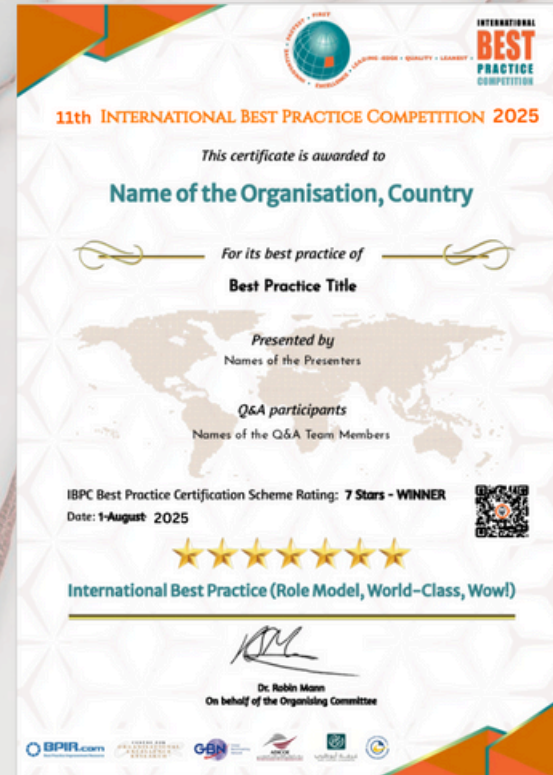 INTERNATIONAL
BEST
PRACTICE
COMPETITION
11th INTERNATIONAL BEST PRACTICE COMPETITION 2025
This certificate is awarded to
Name of the Organisation, Country
For its best practice of
Best Practice Title
Presented by
Names of the Presenters
Q&A participants
Names of the Q&A Team Members
IBPC Best Practice Certification Scheme Rating: 7 Stars - WINNER
Date: 1-August 2025
International Best Practice (Role Model, World-Class, Wow!)
Dr. Robin Mann
On behalf of the Organising Committee
BPIR.com
GBN